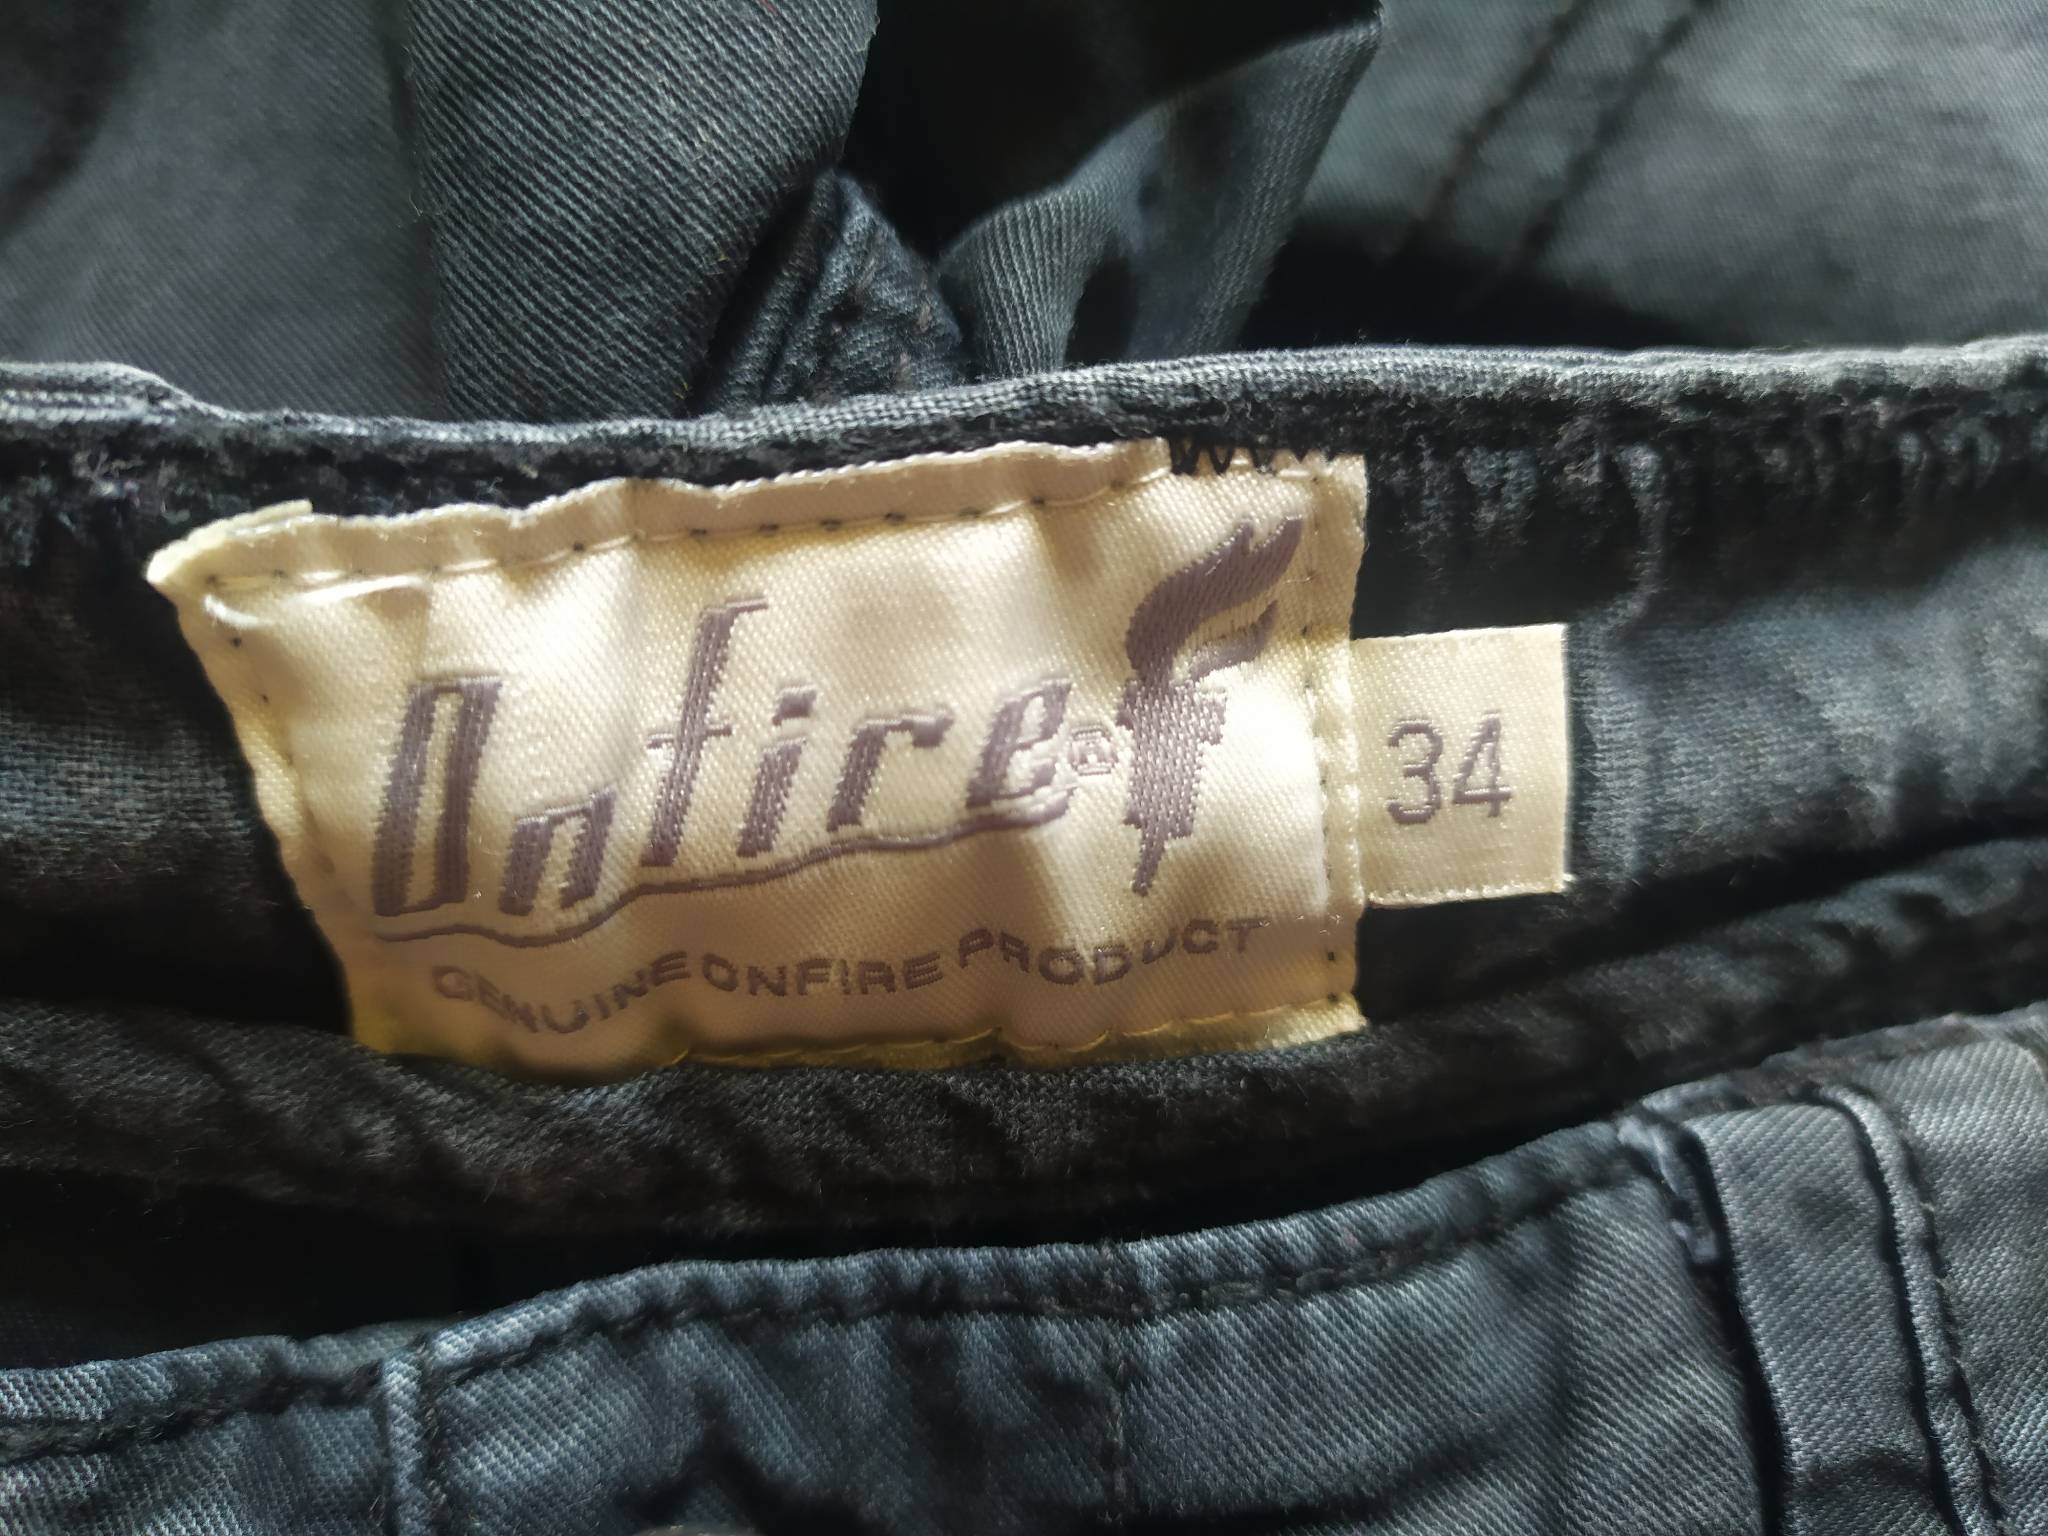 Onfire®
34
GENUINE ONFIRE PRODUCT